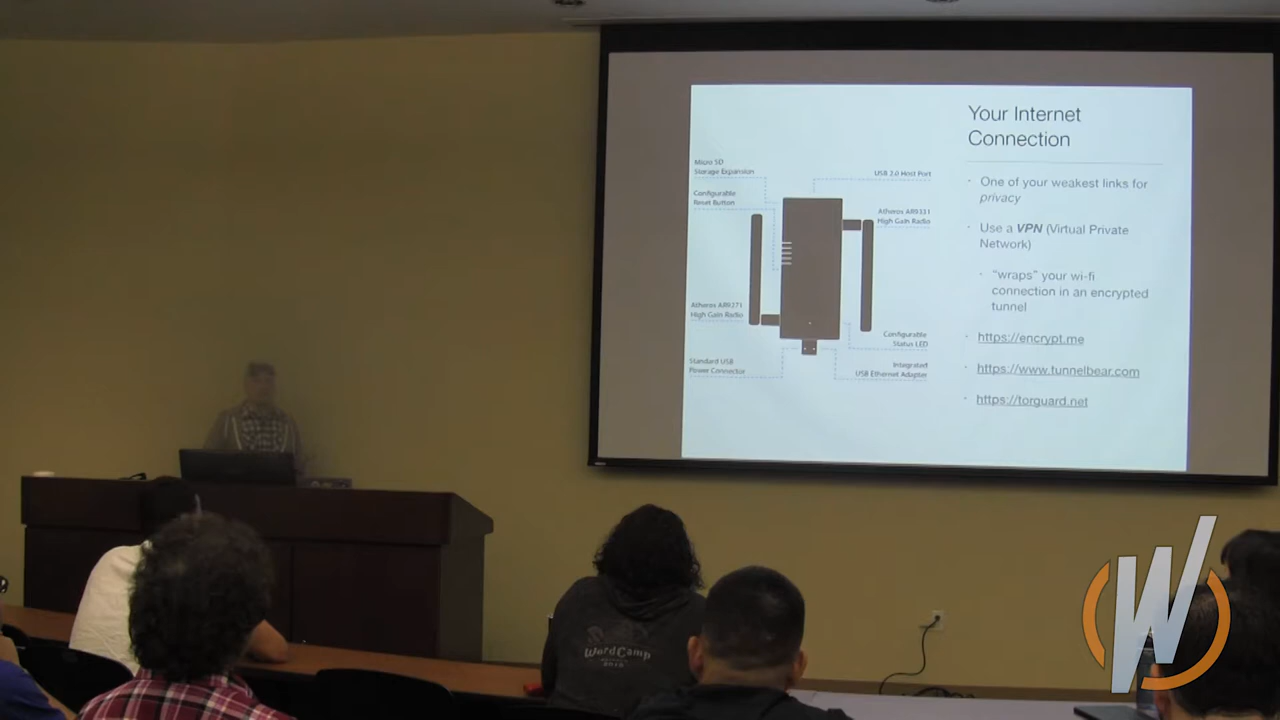 Your Internet
Connection
One of your weakest links for
privacy
Use a VPN (Virtual Private
Network)
"wraps" your wi-fi
connection in an encrypted
tunnel
https://encrypt.me
https://www.tunnelbear.com
https://torguard.net
Micro SD
Storage Expansion
Configurable
Reset Button
Atheros AR9271
High Gain Radio
Standard USB
Power Connector
USB 2.0 Host Port
Atheros AR9331
High Gain Radio
Configurable
Status LED
Integrated
USB Ethernet Adapter
WordCamp
W